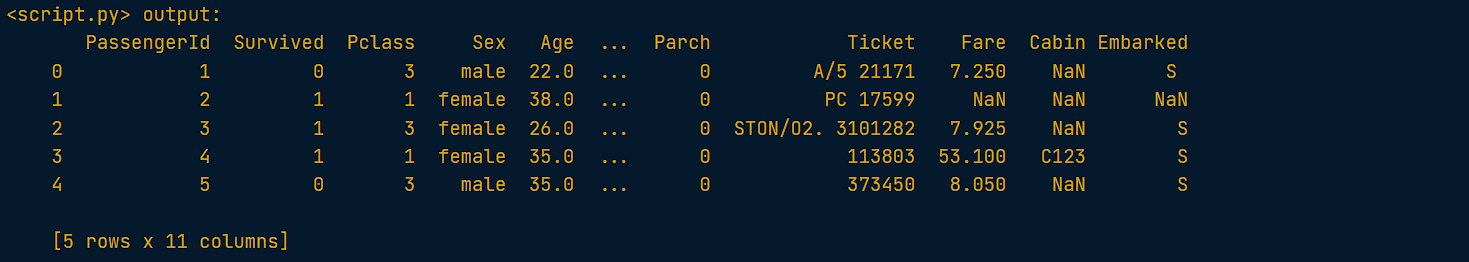 <script.py> output:
PassengerId Survived Pclass Sex Age ... Parch Ticket Fare Cabin Embarked
0 1 0 3 male 22.0 ... 0 A/5 21171 7.250 NaN S
1 2 1 1 female 38.0 ... 0 PC 17599 NaN NaN NaN
2 3 1 3 female 26.0 ... 0 STON/O2. 3101282 7.925 NaN S
3 4 1 1 female 35.0 ... 0 113803 53.100 C123 S
4 5 0 3 male 35.0 ... 0 373450 8.050 NaN S
[5 rows x 11 columns]